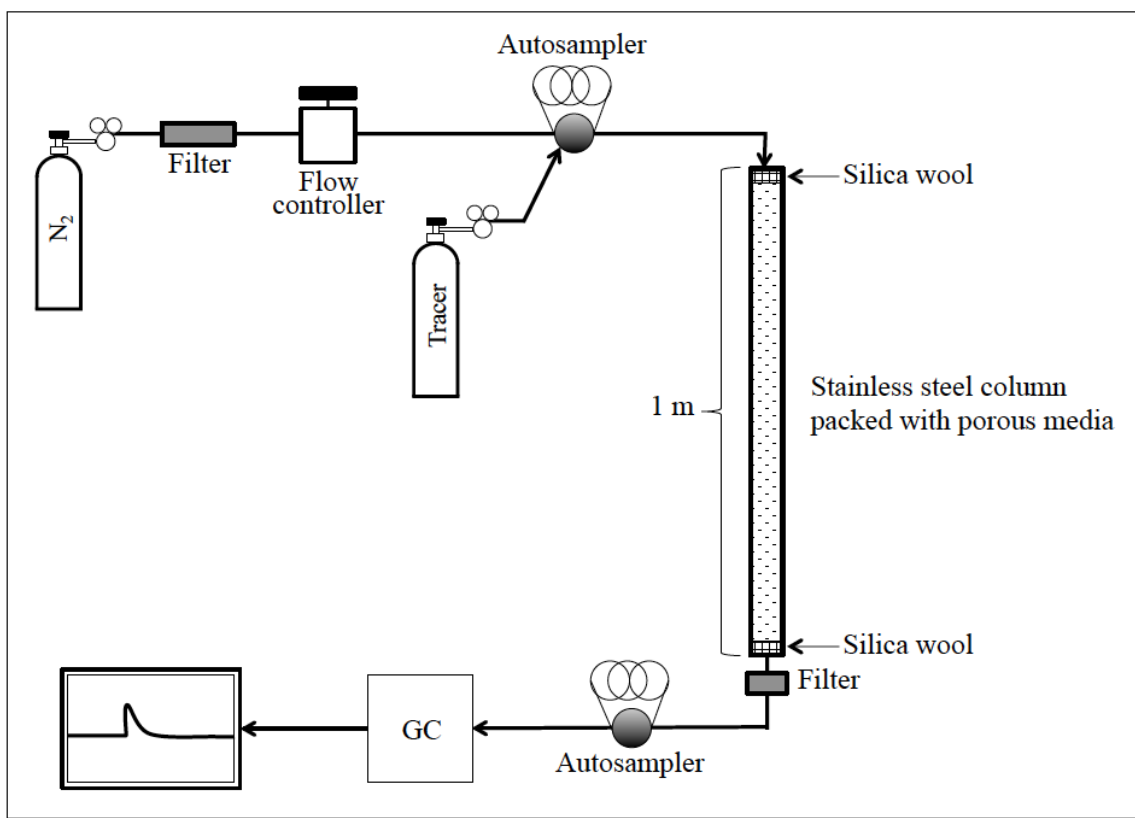 Autosampler
Filter
Flow
controller
N₂
Tracer
Silica wool
1 m
Stainless steel column
packed with porous media
Silica wool
Filter
GC
Autosampler